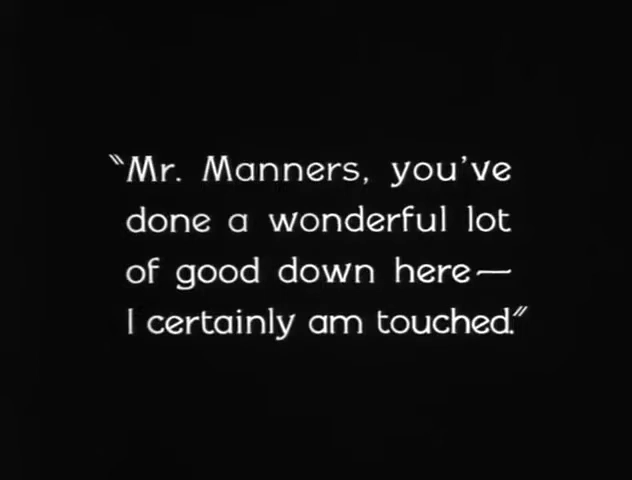 "Mr. Manners, you've
done a wonderful lot
of good down here—
I certainly am touched."